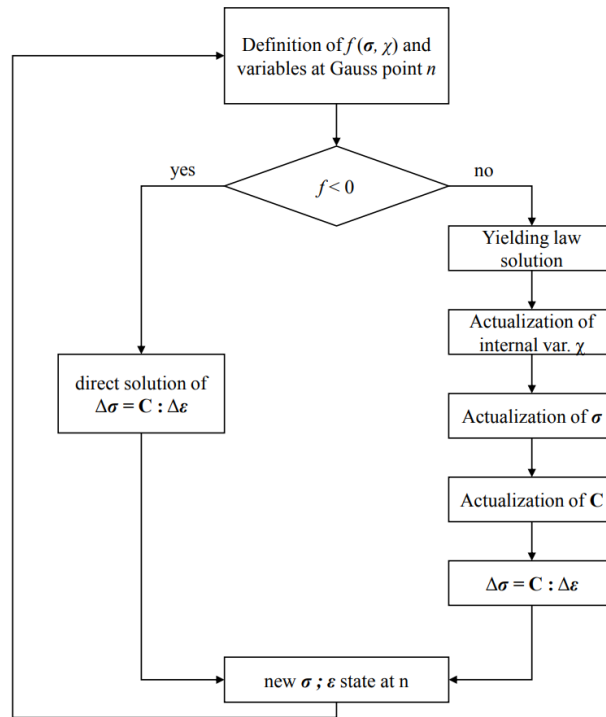 Definition of f (σ, χ) and
variables at Gauss point n
yes
f < 0
no
Yielding law
solution
Actualization of
internal var. χ
direct solution of
Δσ = C : Δε
Actualization of σ
Actualization of C
Δσ = C : Δε
new σ ; ε state at n